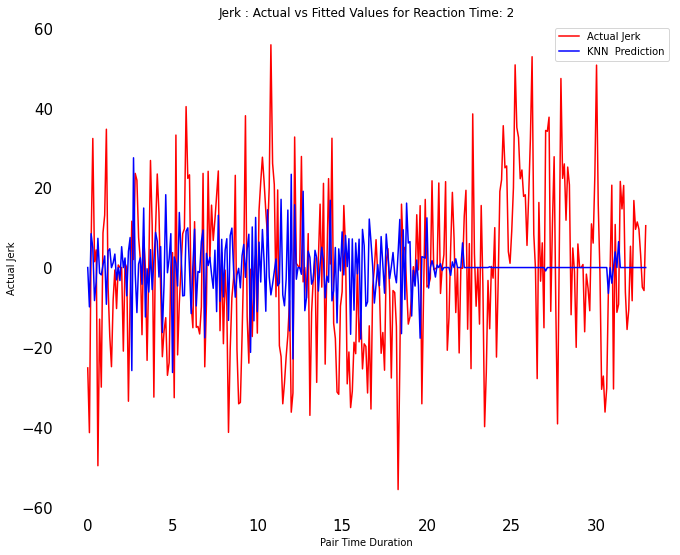 Jerk : Actual vs Fitted Values for Reaction Time: 2
Actual Jerk
KNN  Prediction
60
40
20
0
−20
−40
−60
Actual Jerk
0 5 10 15 20 25 30
Pair Time Duration